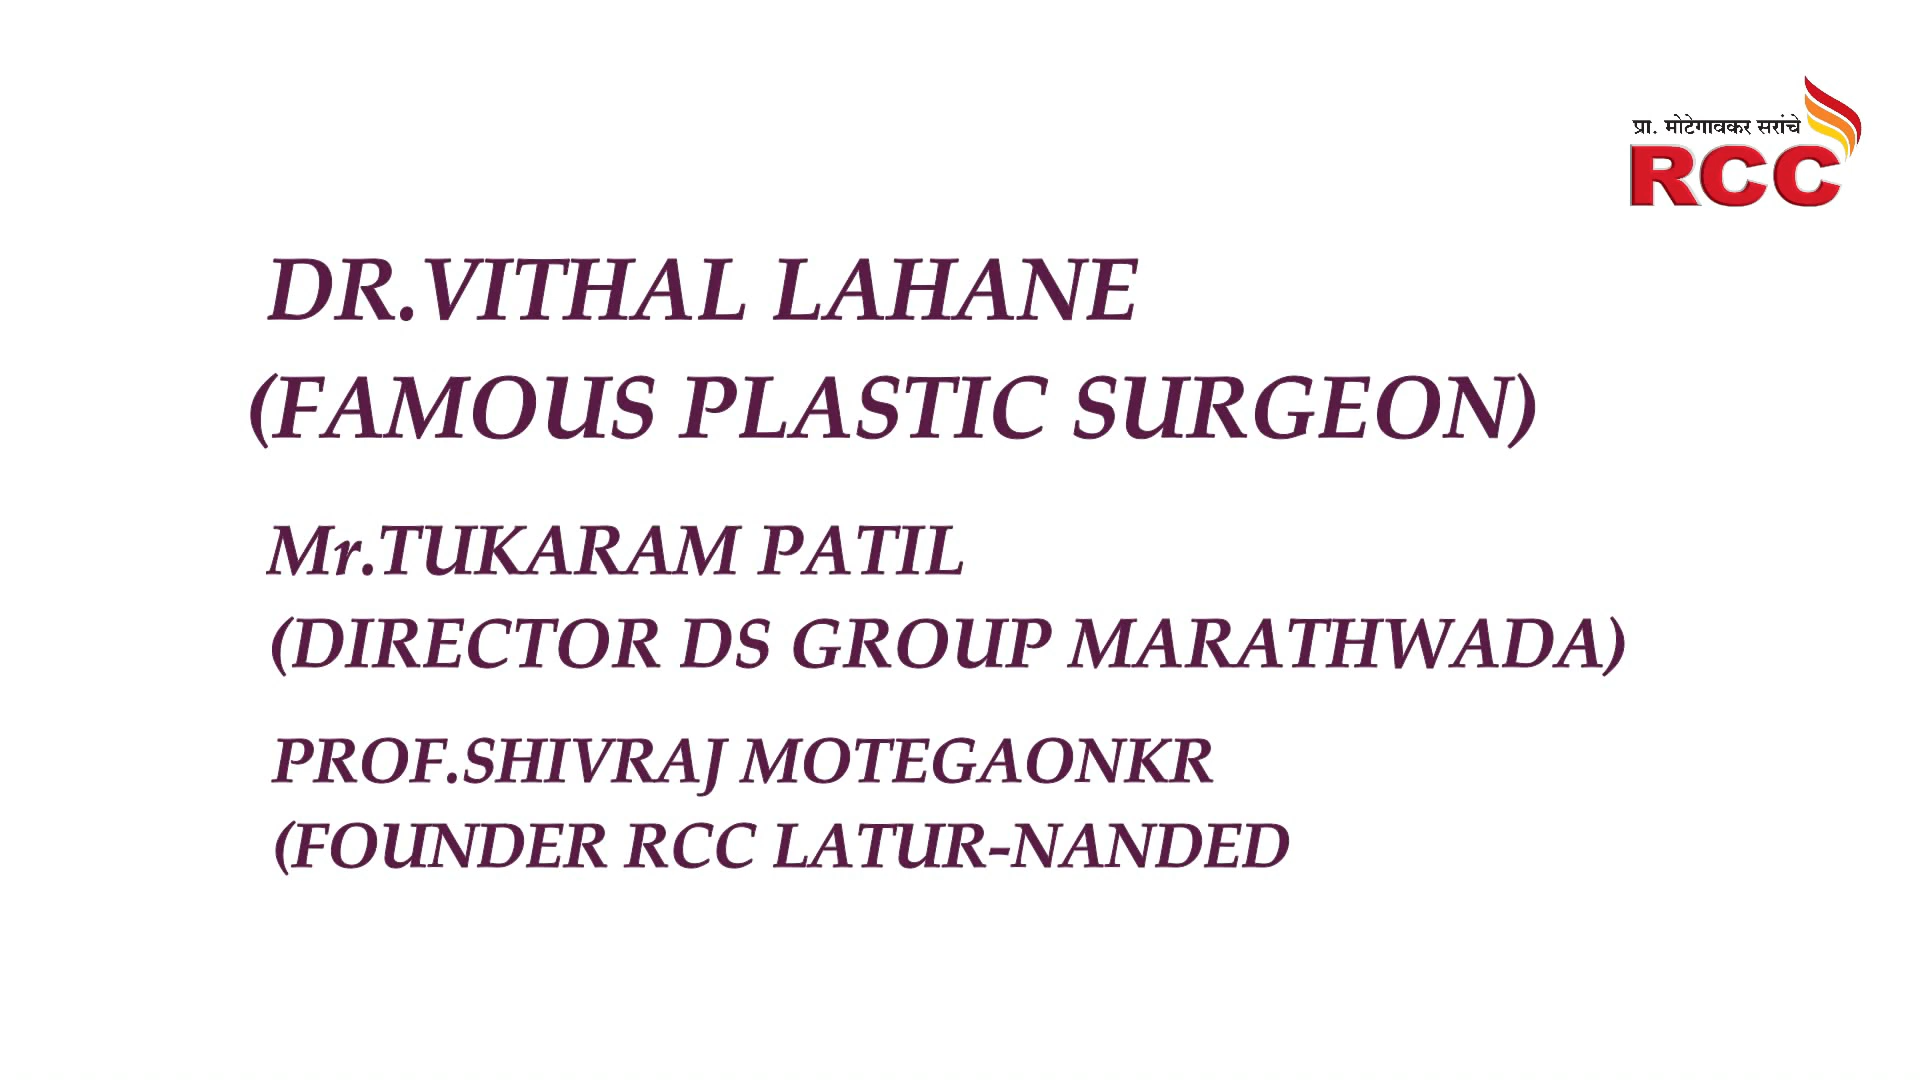 प्रा. मोटेगावकर सरांचे
RCC
DR.VITHAL LAHANE
(FAMOUS PLASTIC SURGEON)
Mr.TUKARAM PATIL
(DIRECTOR DS GROUP MARATHWADA)
PROF.SHIVRAJ MOTEGAONKR
(FOUNDER RCC LATUR-NANDED